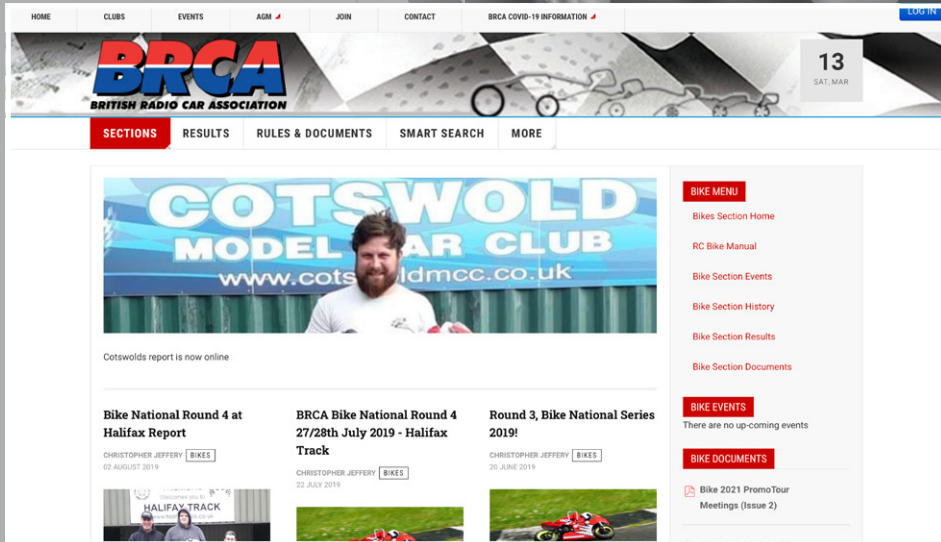 HOME CLUBS EVENTS AGM JOIN CONTACT BRCA COVID-19 INFORMATION LOG IN
BRCA
BRITISH RADIO CAR ASSOCIATION
13
SAT, MAR
SECTIONS RESULTS RULES & DOCUMENTS SMART SEARCH MORE
COTSWOLD
MODEL AR CLUB
www.cots ldmcc.co.uk
Cotswolds report is now online
Bike National Round 4 at
Halifax Report
CHRISTOPHER JEFFERY BIKES
02 AUGUST 2019
Welcomes you to
HALIFAX TRACK
BRCA Bike National Round 4
27/28th July 2019 - Halifax
Track
CHRISTOPHER JEFFERY BIKES
22 JULY 2019
Round 3, Bike National Series
2019!
CHRISTOPHER JEFFERY BIKES
20 JUNE 2019
BIKE MENU
Bikes Section Home
RC Bike Manual
Bike Section Events
Bike Section History
Bike Section Results
Bike Section Documents
BIKE EVENTS
There are no up-coming events
BIKE DOCUMENTS
Bike 2021 PromoTour
Meetings (Issue 2)